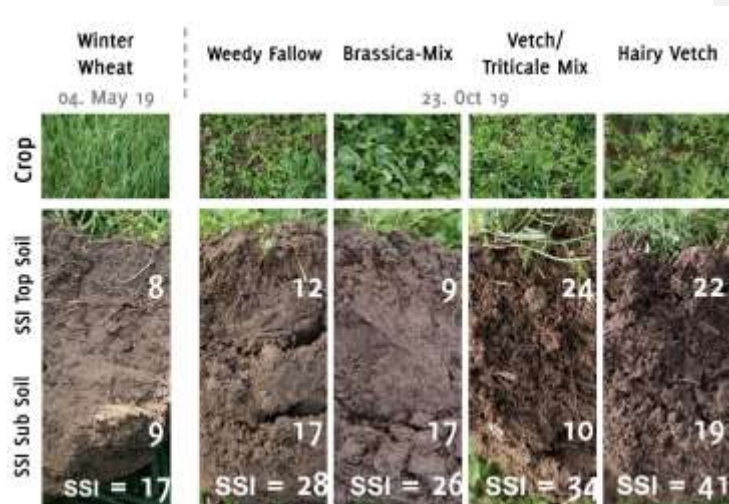 Winter
Wheat
Weedy Fallow
Brassica-Mix
Vetch/
Triticale Mix
Hairy Vetch
04. May 19
23. Oct 19
Crop
SSI Top Soil
8
12
9
24
22
SSI Sub Soil
9
17
17
10
19
SSI = 17
SSI = 28
SSI = 26
SSI = 34
SSI = 41